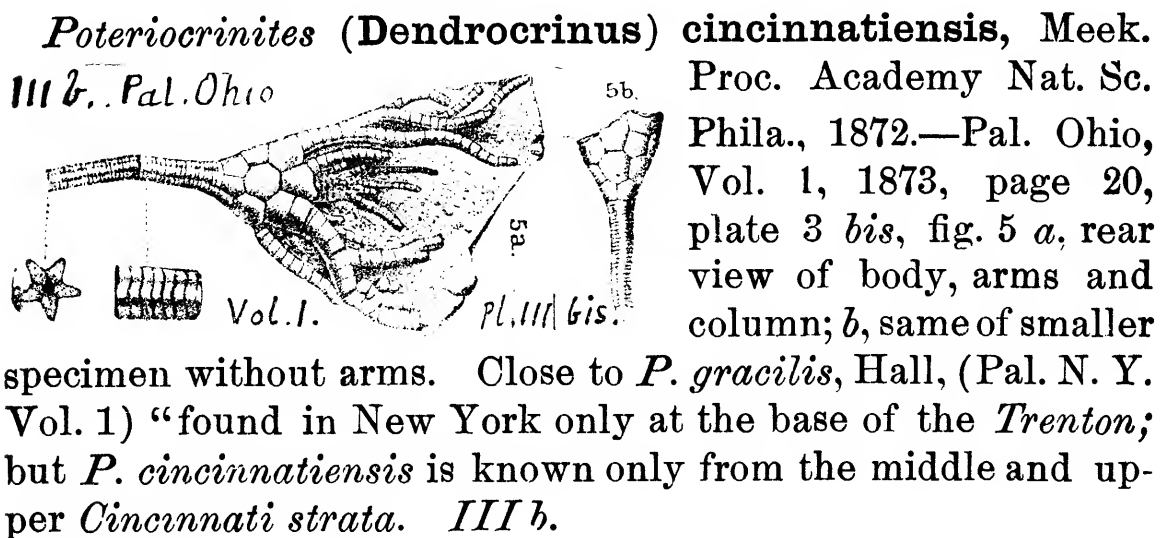 Poteriocrinites (Dendrocrinus) cincinnatiensis, Meek.
III b. Pal. Ohio
5b.
5a.
Vol. 1.
Pl. III bis.
Proc. Academy Nat. Sc.
Phila., 1872.—Pal. Ohio,
Vol. 1, 1873, page 20,
plate 3 bis, fig. 5 a, rear
view of body, arms and
column; b, same of smaller
specimen without arms. Close to P. gracilis, Hall, (Pal. N. Y.
Vol. 1) “found in New York only at the base of the Trenton;
but P. cincinnatiensis is known only from the middle and up-
per Cincinnati strata. III b.